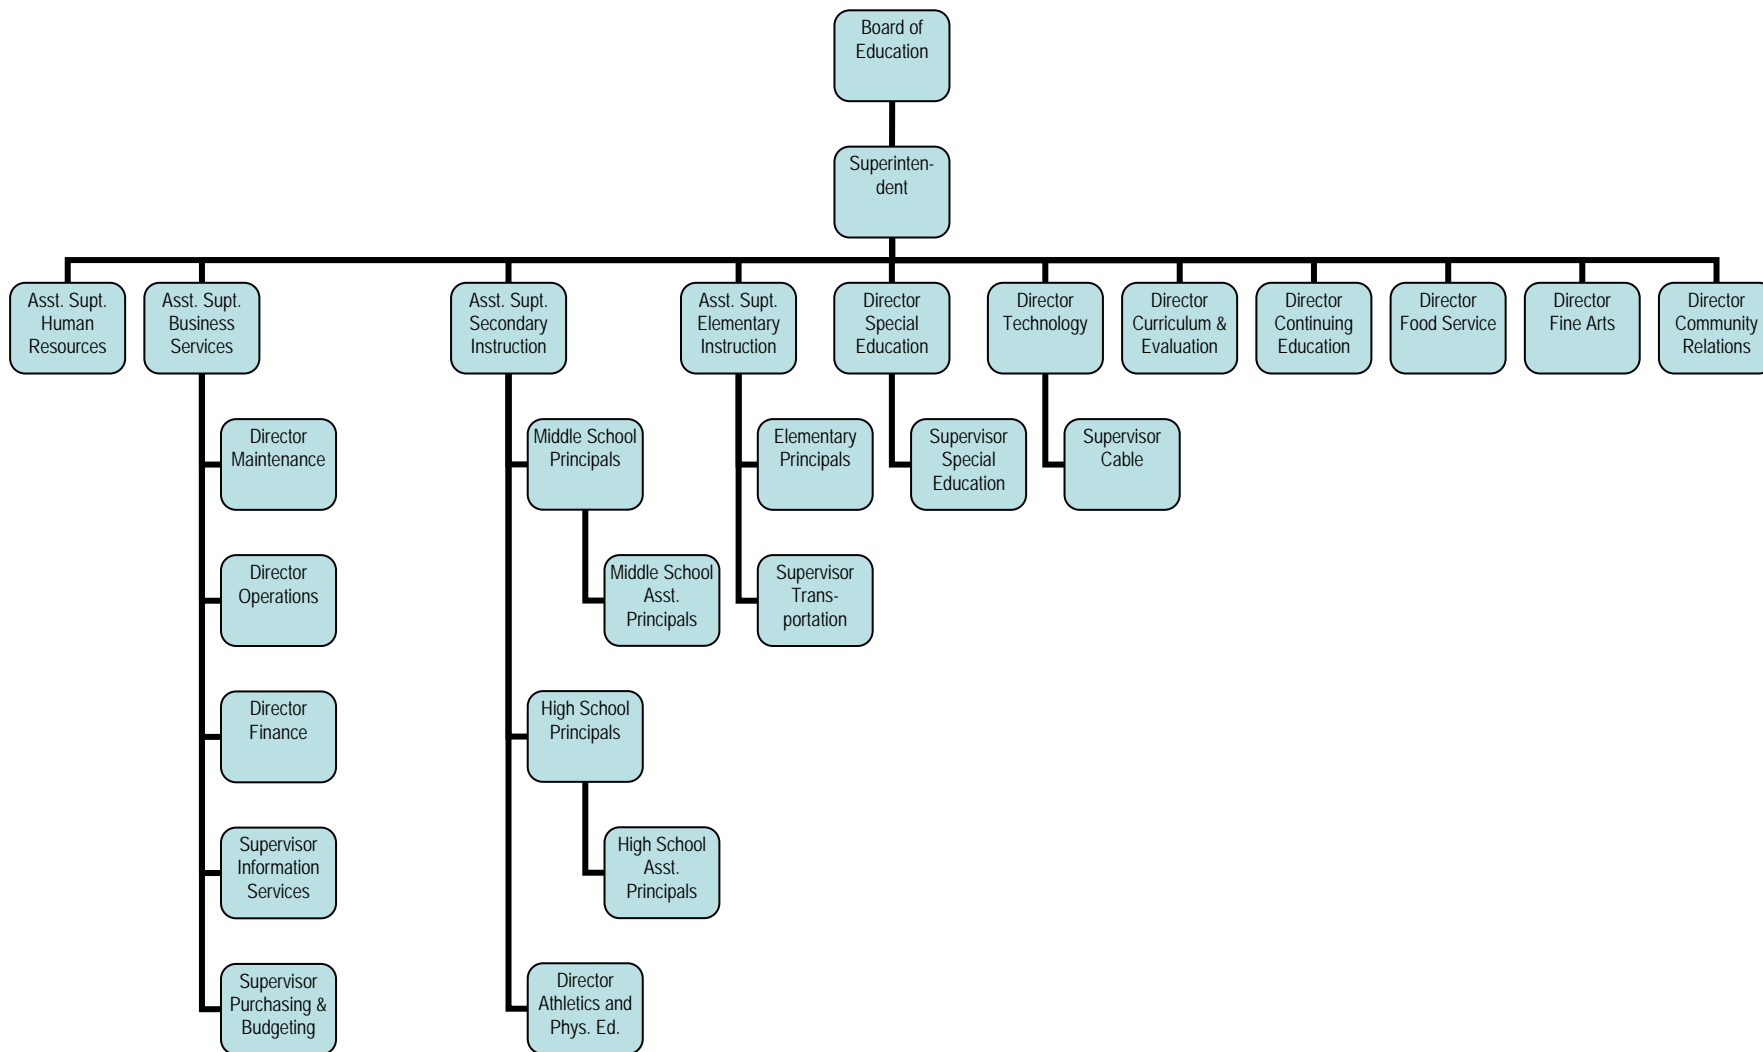 Board of
Education
Superinten-
dent
Asst. Supt.
Human
Resources
Asst. Supt.
Business
Services
Asst. Supt.
Secondary
Instruction
Asst. Supt.
Elementary
Instruction
Director
Special
Education
Director
Technology
Director
Curriculum &
Evaluation
Director
Continuing
Education
Director
Food Service
Director
Fine Arts
Director
Community
Relations
Director
Maintenance
Middle School
Principals
Elementary
Principals
Supervisor
Special
Education
Supervisor
Cable
Director
Operations
Middle School
Asst.
Principals
Supervisor
Trans-
portation
Director
Finance
High School
Principals
Supervisor
Information
Services
High School
Asst.
Principals
Supervisor
Purchasing &
Budgeting
Director
Athletics and
Phys. Ed.